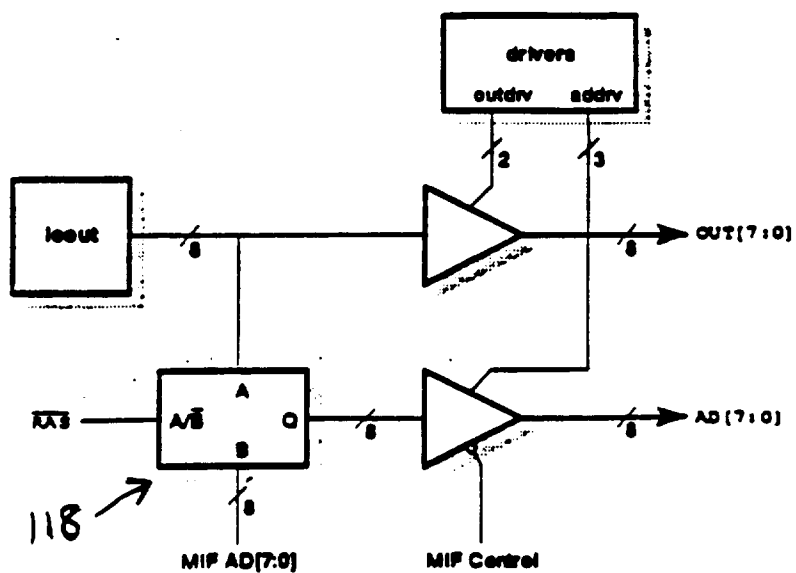 drivers
outdrv addrv
2
3
ioout
8
8
OUT[7:0]
A
RAS
A/B
Q
8
8
AD[7:0]
B
8
118
MIF AD[7:0]
MIF Control